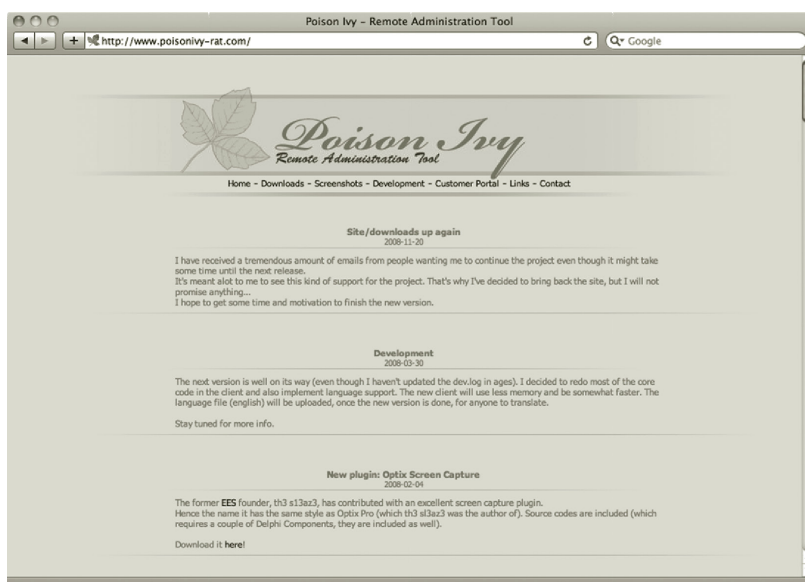 Poison Ivy - Remote Administration Tool
http://www.poisonivy-rat.com/
Google
Poison Ivy
Remote Administration Tool
Home - Downloads - Screenshots - Development - Customer Portal - Links - Contact
Site/downloads up again
2008-11-20
I have received a tremendous amount of emails from people wanting me to continue the project even though it might take
some time until the next release.
It's meant alot to me to see this kind of support for the project. That's why I've decided to bring back the site, but I will not
promise anything...
I hope to get some time and motivation to finish the new version.
Development
2008-03-30
The next version is well on its way (even though I haven't updated the dev.log in ages). I decided to redo most of the core
code in the client and also implement language support. The new client will use less memory and be somewhat faster. The
language file (english) will be uploaded, once the new version is done, for anyone to translate.
Stay tuned for more info.
New plugin: Optix Screen Capture
2008-02-04
The former EES founder, th3 s13az3, has contributed with an excellent screen capture plugin.
Hence the name it has the same style as Optix Pro (which th3 sl3az3 was the author of). Source codes are included (which
requires a couple of Delphi Components, they are included as well).
Download it here!